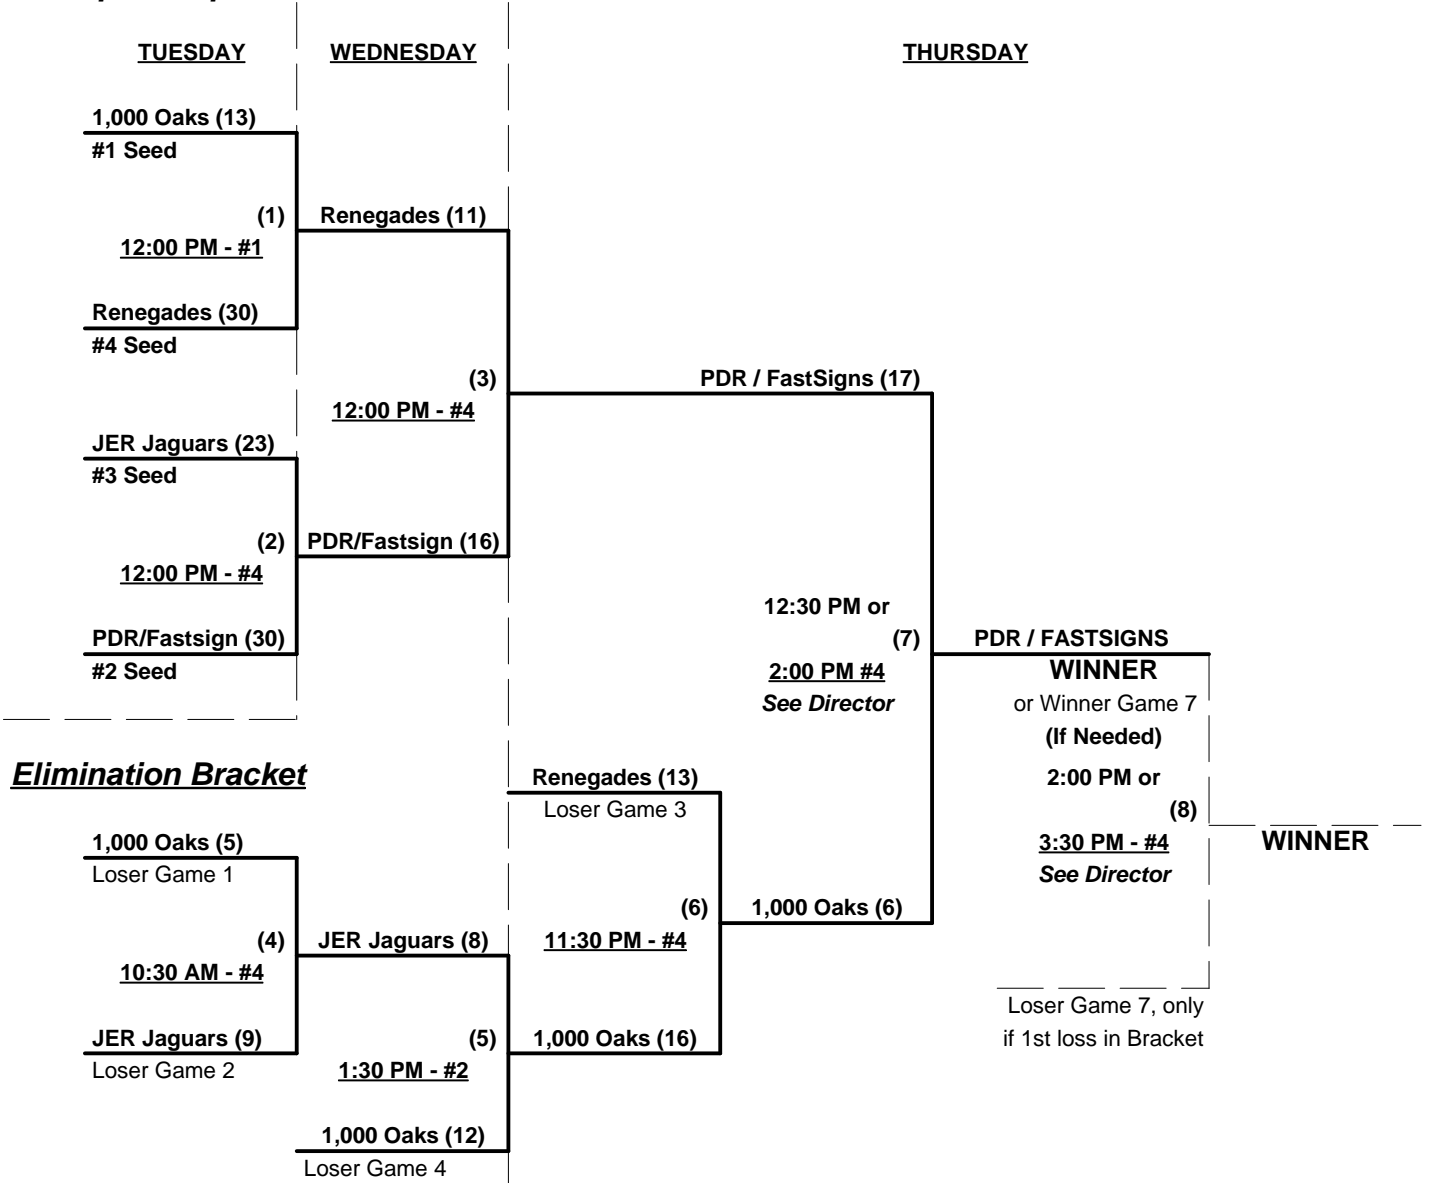 TUESDAY
WEDNESDAY
THURSDAY
1,000 Oaks (13)
#1 Seed
(1)
Renegades (11)
12:00 PM - #1
Renegades (30)
#4 Seed
(3)
PDR / FastSigns (17)
12:00 PM - #4
JER Jaguars (23)
#3 Seed
(2)
PDR/Fastsign (16)
12:00 PM - #4
12:30 PM or
PDR/Fastsign (30)
(7)
PDR / FASTSIGNS
#2 Seed
2:00 PM #4
WINNER
See Director
or Winner Game 7
(If Needed)
Elimination Bracket
Renegades (13)
2:00 PM or
Loser Game 3
(8)
1,000 Oaks (5)
3:30 PM - #4
WINNER
Loser Game 1
See Director
(6)
1,000 Oaks (6)
(4)
JER Jaguars (8)
11:30 PM - #4
10:30 AM - #4
Loser Game 7, only
JER Jaguars (9)
(5)
1,000 Oaks (16)
if 1st loss in Bracket
Loser Game 2
1:30 PM - #2
1,000 Oaks (12)
Loser Game 4